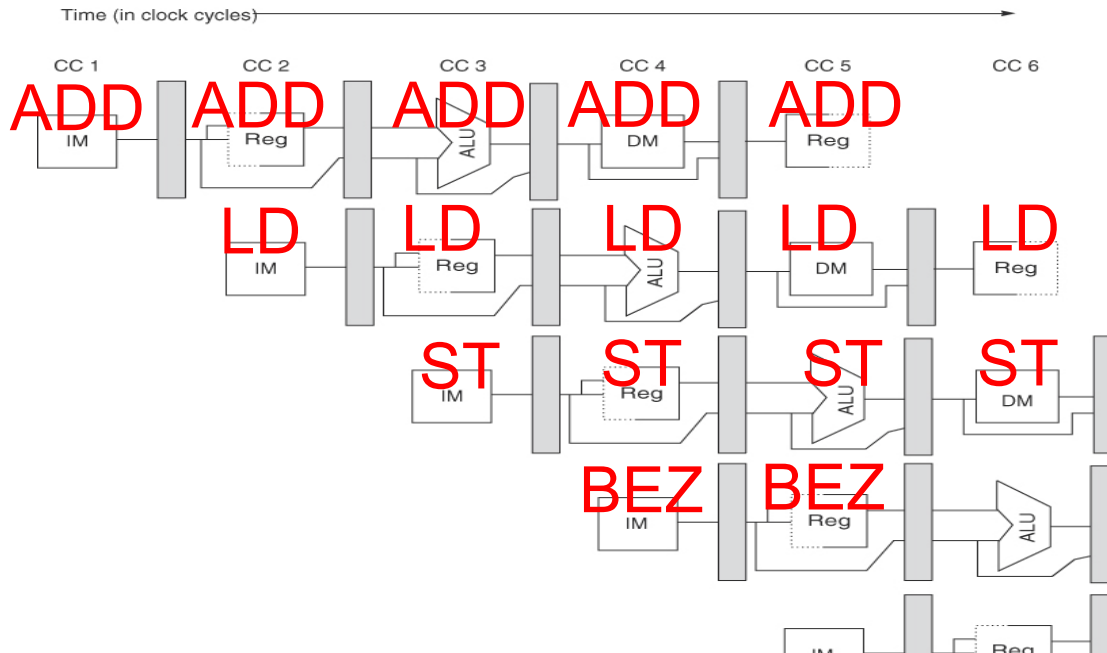 Time (in clock cycles)
CC 1 CC 2 CC 3 CC 4 CC 5 CC 6
ADD ADD ADD ADD ADD
IM Reg ALU DM Reg
LD LD LD LD LD
IM Reg ALU DM Reg
ST ST ST ST
IM Reg ALU DM
BEZ BEZ
IM Reg ALU
IM Reg